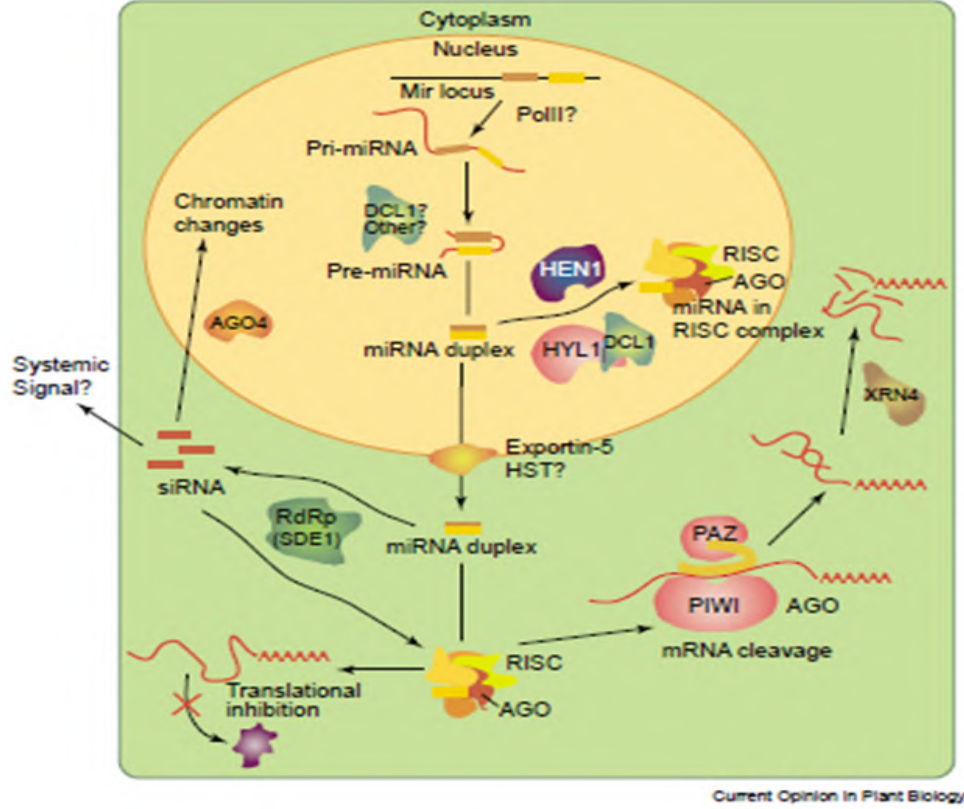 Cytoplasm
Nucleus
Mir locus
PolII?
Pri-miRNA
Chromatin
changes
DCL1?
Other?
Pre-miRNA
HEN1
RISC
AGO
miRNA in
RISC complex
AGO4
miRNA duplex
HYL1
DCL1
Systemic
Signal?
XRN4
Exportin-5
HST?
siRNA
RdRp
(SDE1)
miRNA duplex
PAZ
PIWI
AGO
mRNA cleavage
RISC
Translational
inhibition
AGO
Current Opinion in Plant Biology